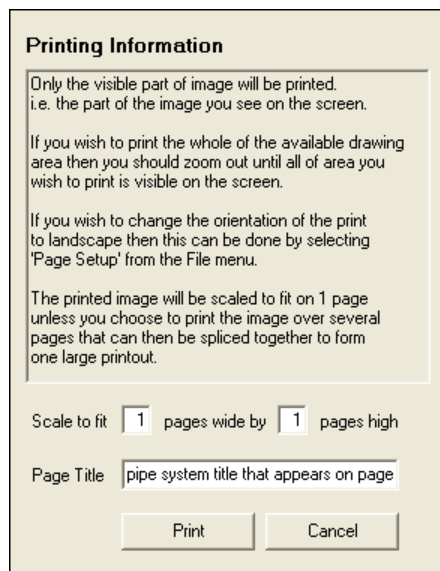 Printing Information
Only the visible part of image will be printed.
i.e. the part of the image you see on the screen.
If you wish to print the whole of the available drawing
area then you should zoom out until all of area you
wish to print is visible on the screen.
If you wish to change the orientation of the print
to landscape then this can be done by selecting
'Page Setup' from the File menu.
The printed image will be scaled to fit on 1 page
unless you choose to print the image over several
pages that can then be spliced together to form
one large printout.
Scale to fit 1 pages wide by 1 pages high
Page Title pipe system title that appears on page
Print Cancel